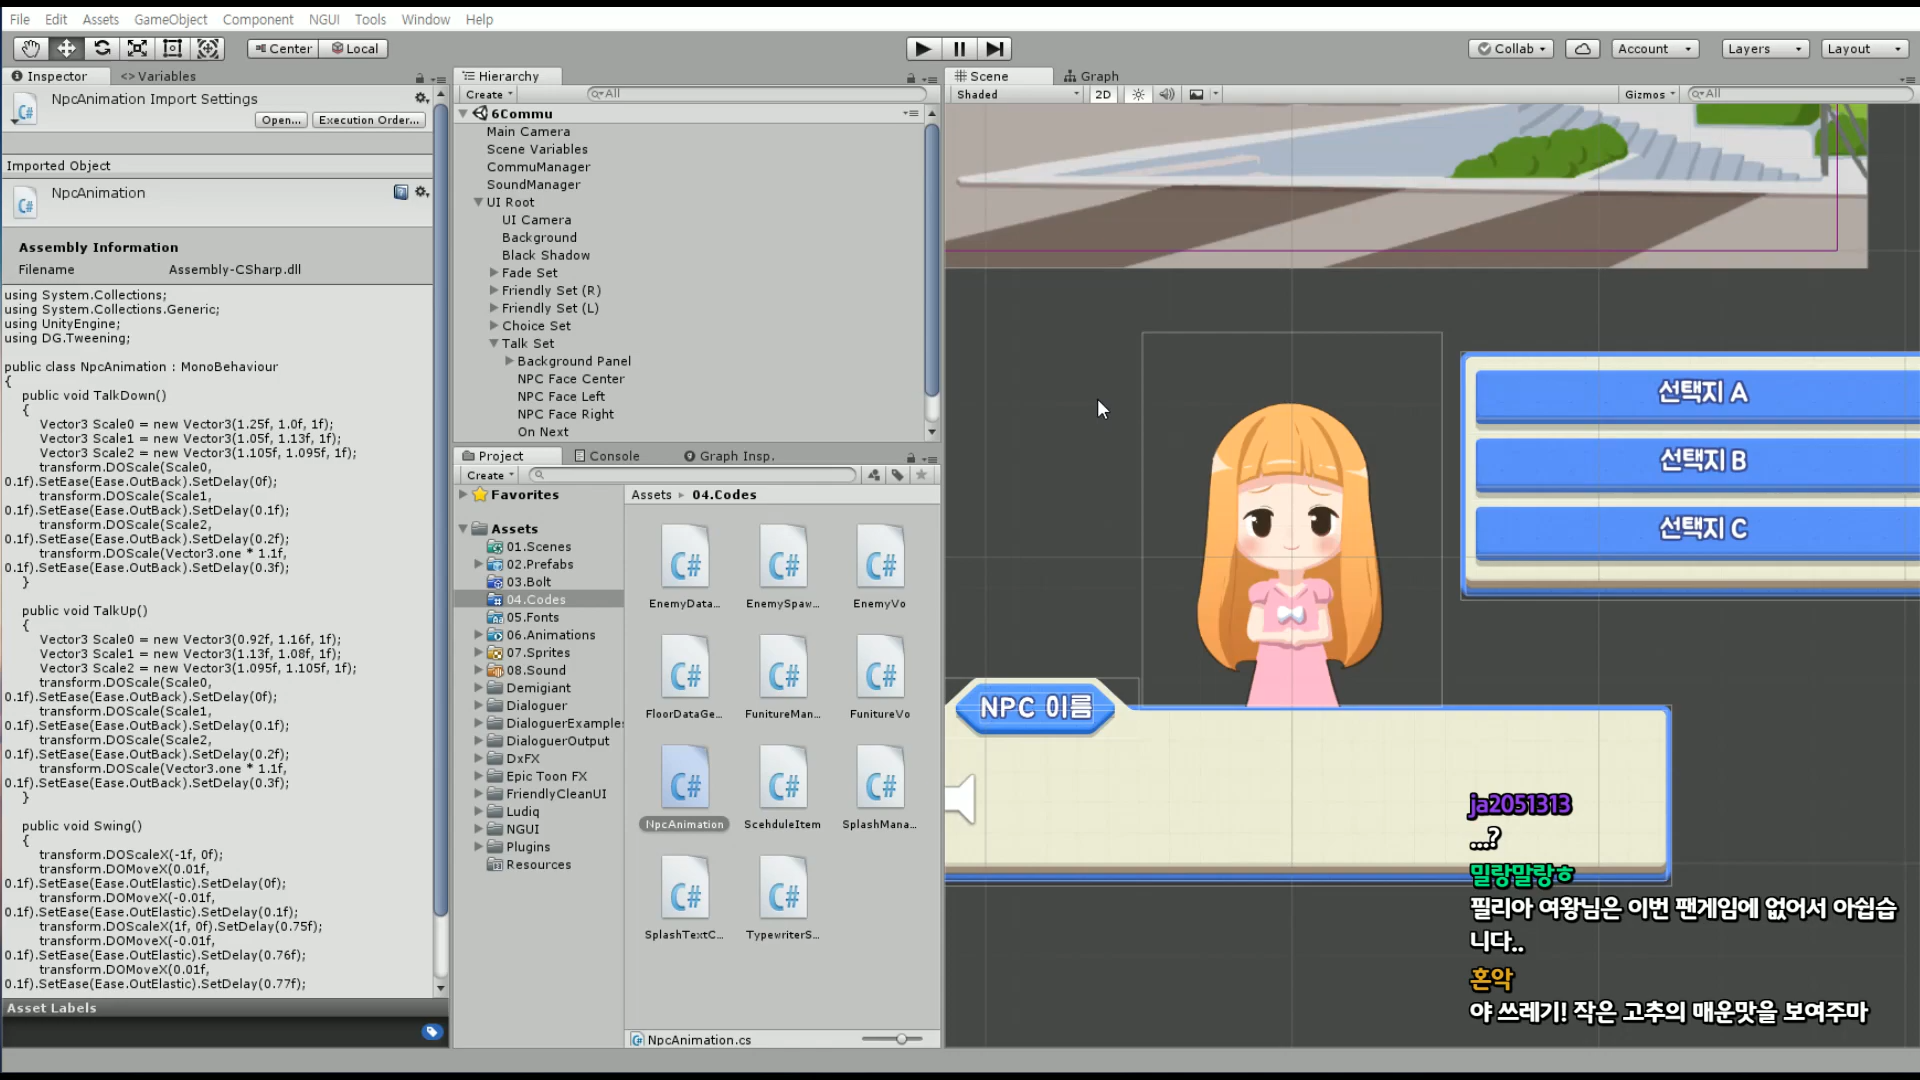 File Edit Assets GameObject Component NGUI Tools Window Help
Center Local
Collab Account Layers Layout
Inspector <> Variables
NpcAnimation Import Settings
Open... Execution Order...
Imported Object
NpcAnimation
Assembly Information
Filename Assembly-CSharp.dll
using System.Collections;
using System.Collections.Generic;
using UnityEngine;
using DG.Tweening;
public class NpcAnimation : MonoBehaviour
{
public void TalkDown()
{
Vector3 Scale0 = new Vector3(1.25f, 1.0f, 1f);
Vector3 Scale1 = new Vector3(1.05f, 1.13f, 1f);
Vector3 Scale2 = new Vector3(1.105f, 1.095f, 1f);
transform.DOScale(Scale0,
0.1f).SetEase(Ease.OutBack).SetDelay(0f);
transform.DOScale(Scale1,
0.1f).SetEase(Ease.OutBack).SetDelay(0.1f);
transform.DOScale(Scale2,
0.1f).SetEase(Ease.OutBack).SetDelay(0.2f);
transform.DOScale(Vector3.one * 1.1f,
0.1f).SetEase(Ease.OutBack).SetDelay(0.3f);
}
public void TalkUp()
{
Vector3 Scale0 = new Vector3(0.92f, 1.16f, 1f);
Vector3 Scale1 = new Vector3(1.13f, 1.08f, 1f);
Vector3 Scale2 = new Vector3(1.095f, 1.105f, 1f);
transform.DOScale(Scale0,
0.1f).SetEase(Ease.OutBack).SetDelay(0f);
transform.DOScale(Scale1,
0.1f).SetEase(Ease.OutBack).SetDelay(0.1f);
transform.DOScale(Scale2,
0.1f).SetEase(Ease.OutBack).SetDelay(0.2f);
transform.DOScale(Vector3.one * 1.1f,
0.1f).SetEase(Ease.OutBack).SetDelay(0.3f);
}
public void Swing()
{
transform.DOScaleX(-1f, 0f);
transform.DOMoveX(0.01f,
0.1f).SetEase(Ease.OutElastic).SetDelay(0f);
transform.DOMoveX(-0.01f,
0.1f).SetEase(Ease.OutElastic).SetDelay(0.1f);
transform.DOScaleX(1f, 0f).SetDelay(0.75f);
transform.DOMoveX(-0.01f,
0.1f).SetEase(Ease.OutElastic).SetDelay(0.76f);
transform.DOMoveX(0.01f,
0.1f).SetEase(Ease.OutElastic).SetDelay(0.77f);
Asset Labels
Hierarchy
Create All
6Commu
Main Camera
Scene Variables
CommuManager
SoundManager
UI Root
UI Camera
Background
Black Shadow
Fade Set
Friendly Set (R)
Friendly Set (L)
Choice Set
Talk Set
Background Panel
NPC Face Center
NPC Face Left
NPC Face Right
On Next
Project Console Graph Insp.
Create
Favorites
Assets
01.Scenes
02.Prefabs
03.Bolt
04.Codes
05.Fonts
06.Animations
07.Sprites
08.Sound
Demigiant
Dialoguer
DialoguerExamples
DialoguerOutput
DxFX
Epic Toon FX
FriendlyCleanUI
Ludiq
NGUI
Plugins
Resources
Assets ▸ 04.Codes
C# C# C#
EnemyData... EnemySpaw... EnemyVo
C# C# C#
FloorDataGe... FunitureMan... FunitureVo
C# C# C#
NpcAnimation ScehduleItem SplashMana...
C# C#
SplashTextC... TypewriterS...
NpcAnimation.cs
Scene Graph
Shaded 2D Gizmos All
선택지 A
선택지 B
선택지 C
NPC 이름
ja2051313
...?
밀랑말랑ㅎ
필리아 여왕님은 이번 팬게임에 없어서 아쉽습
니다..
혼악
야 쓰레기! 작은 고추의 매운맛을 보여주마